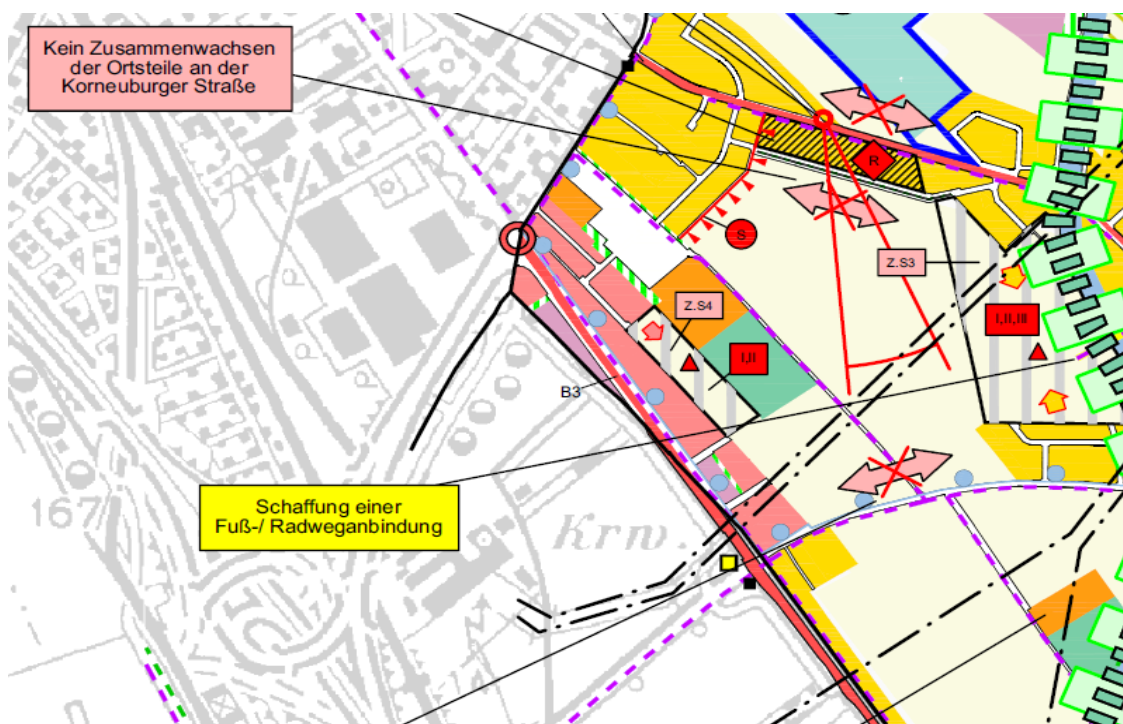 Kein Zusammenwachsen
der Ortsteile an der
Korneuburger Straße
R
S
Z.S3
Z.S4
I,II,III
I,II
B3
Schaffung einer
Fuß-/ Radweganbindung
167
Krw.